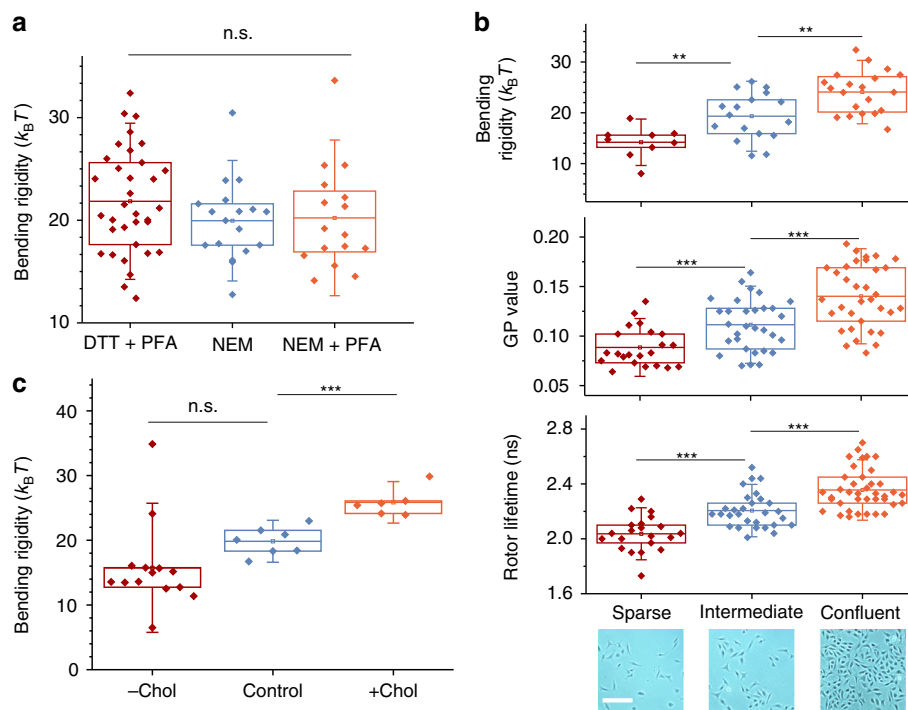 a
n.s.
Bending rigidity (kBT)
30
20
10
DTT + PFA
NEM
NEM + PFA
b
**
**
Bending
rigidity (kBT)
30
20
10
***
***
GP value
0.20
0.15
0.10
0.05
***
***
Rotor lifetime (ns)
2.8
2.4
2.0
1.6
Sparse
Intermediate
Confluent
c
n.s.
***
Bending rigidity (kBT)
40
30
20
10
0
–Chol
Control
+Chol